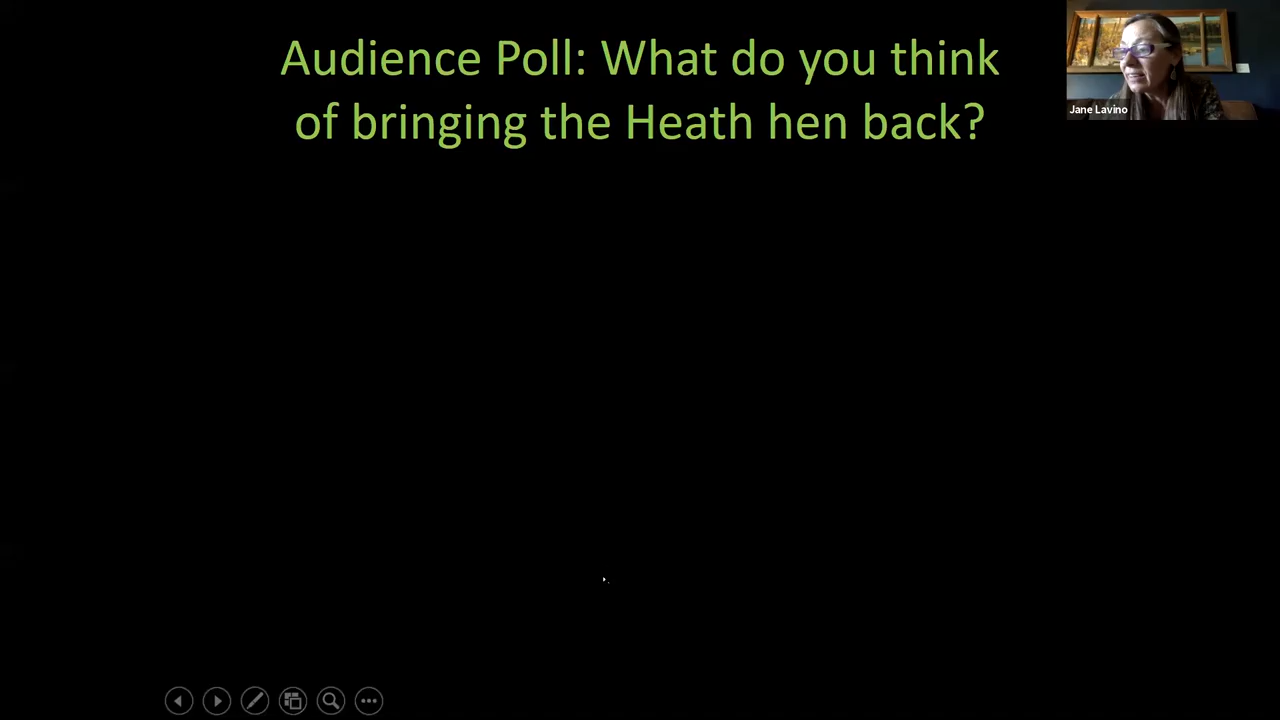 Audience Poll: What do you think
of bringing the Heath hen back?
Jane Lavino